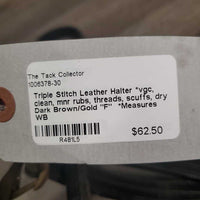 The Tack Collector
1006378-30
Triple Stitch Leather Halter *vgc,
clean, mnr rubs, threads, scuffs, dry
Dark Brown/Gold "F" *Measures
WB
$62.50
R4B1L5